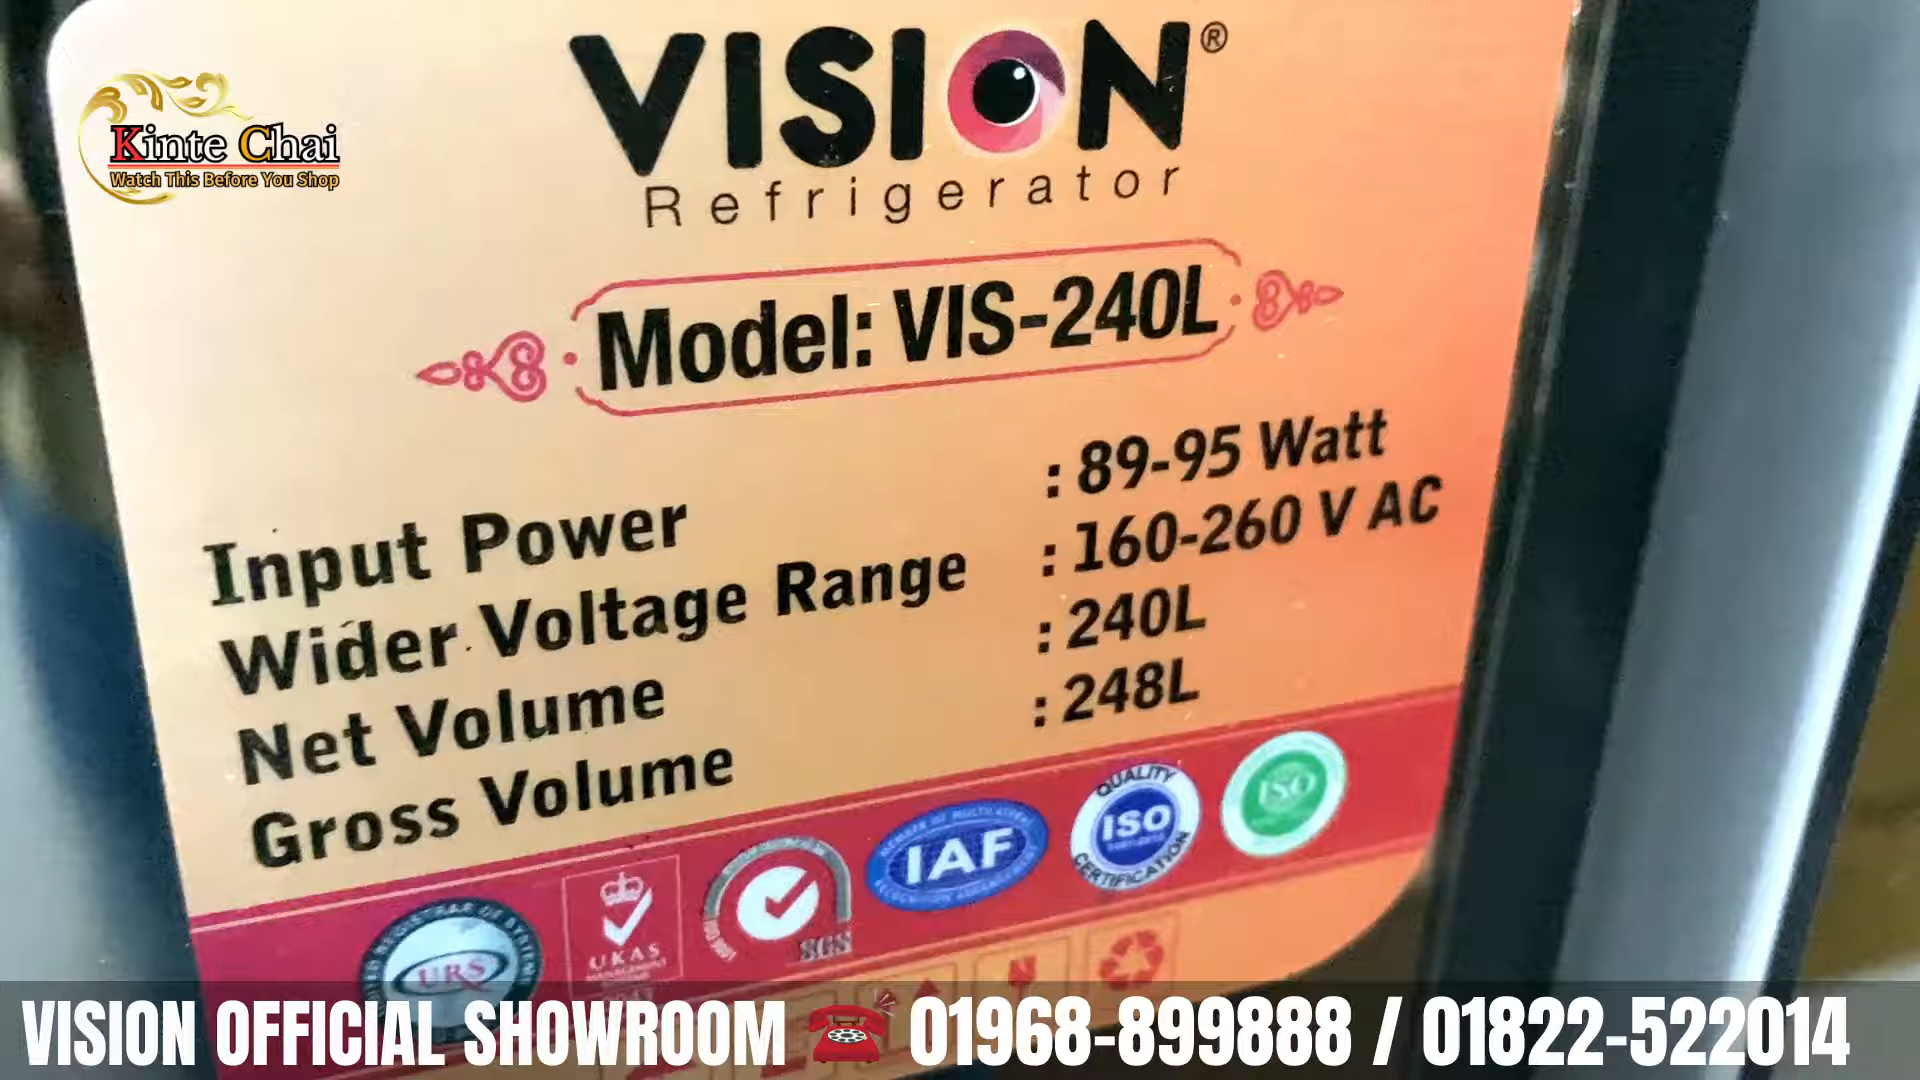 VISION®
Refrigerator
Kinte Chai
Watch This Before You Shop
Model: VIS-240L
Input Power : 89-95 Watt
Wider Voltage Range : 160-260 V AC
Net Volume : 240L
Gross Volume : 248L
URS
UKAS
MANAGEMENT
SGS
IAF
QUALITY
ISO
CERTIFICATION
ISO
VISION OFFICIAL SHOWROOM ☎ 01968-899888 / 01822-522014